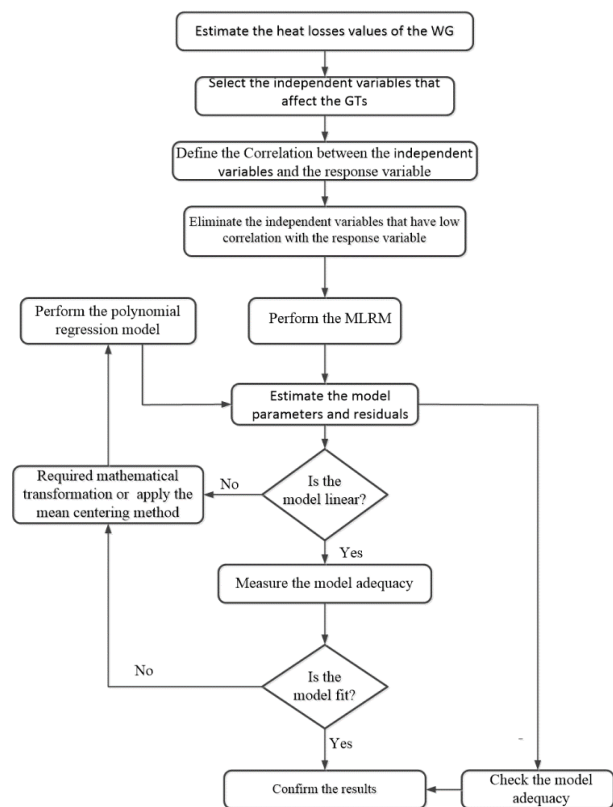 Estimate the heat losses values of the WG
Select the independent variables that
affect the GTs
Define the Correlation between the independent
variables and the response variable
Eliminate the independent variables that have low
correlation with the response variable
Perform the polynomial
regression model
Perform the MLRM
Estimate the model
parameters and residuals
Required mathematical
transformation or apply the
mean centering method
No
Is the
model linear?
Yes
Measure the model adequacy
No
Is the
model fit?
Yes
Confirm the results
Check the model
adequacy